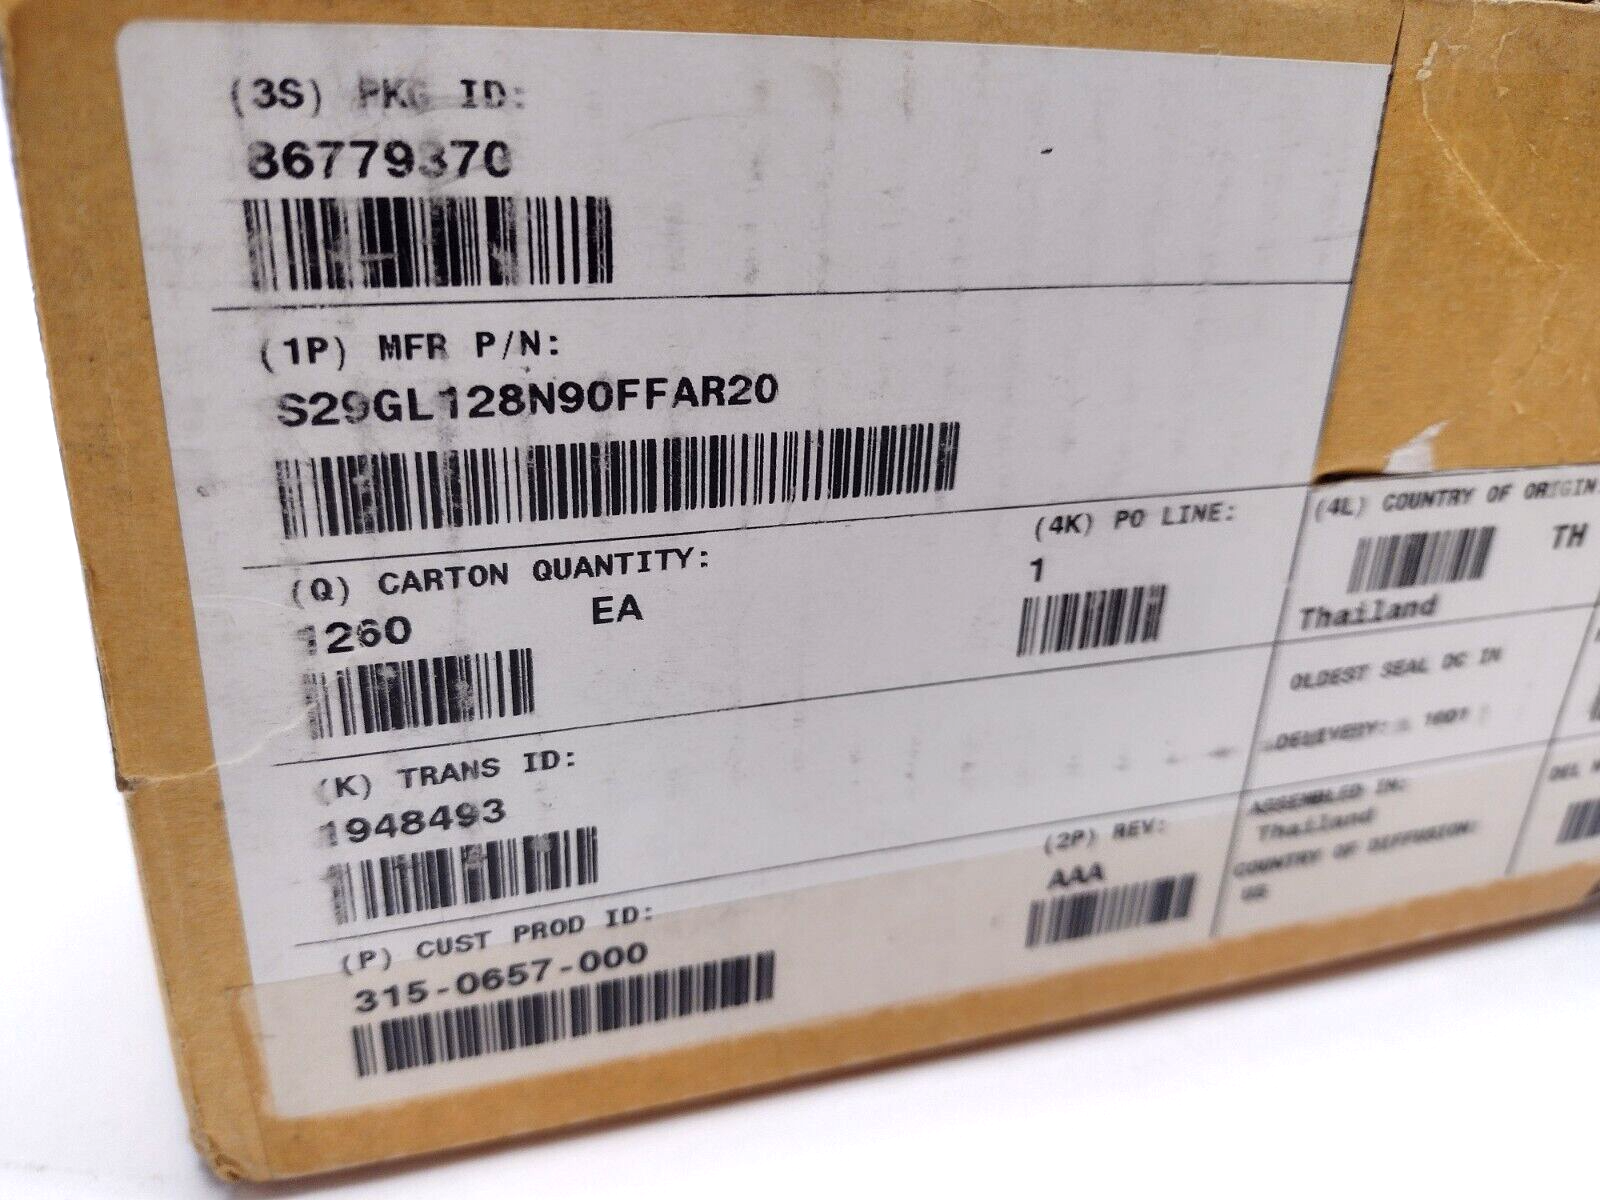 (3S) PKG ID:
86779370
(1P) MFR P/N:
S29GL128N90FFAR20
(Q) CARTON QUANTITY:
1260 EA
(4K) PO LINE:
1
(4L) COUNTRY OF ORIGIN:
TH
Thailand
OLDEST SEAL DC IN
DELIVERY:
(K) TRANS ID:
1948493
ASSEMBLED IN:
Thailand
COUNTRY OF DIFFUSION:
DEL
(P) CUST PROD ID:
315-0657-000
(2P) REV:
AAA